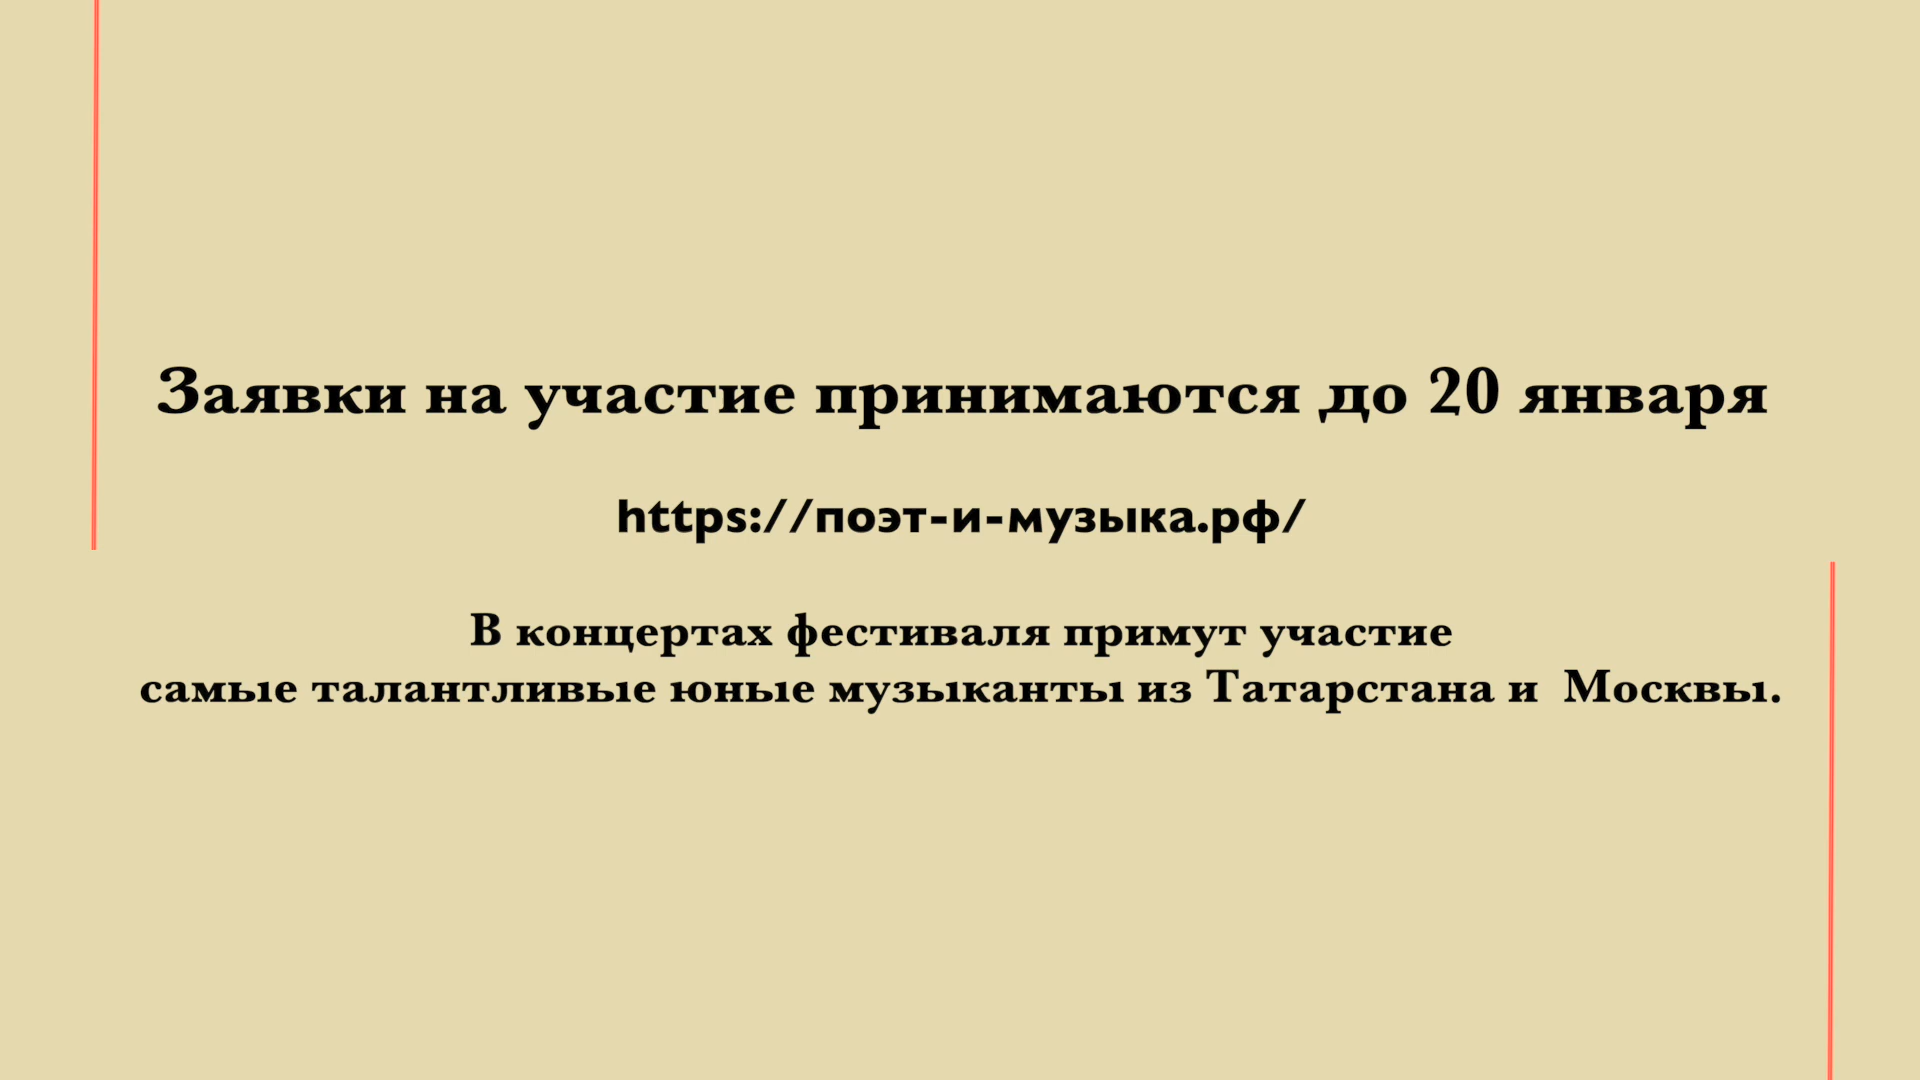 Заявки на участие принимаются до 20 января
https://поэт-и-музыка.рф/
В концертах фестиваля примут участие
самые талантливые юные музыканты из Татарстана и  Москвы.